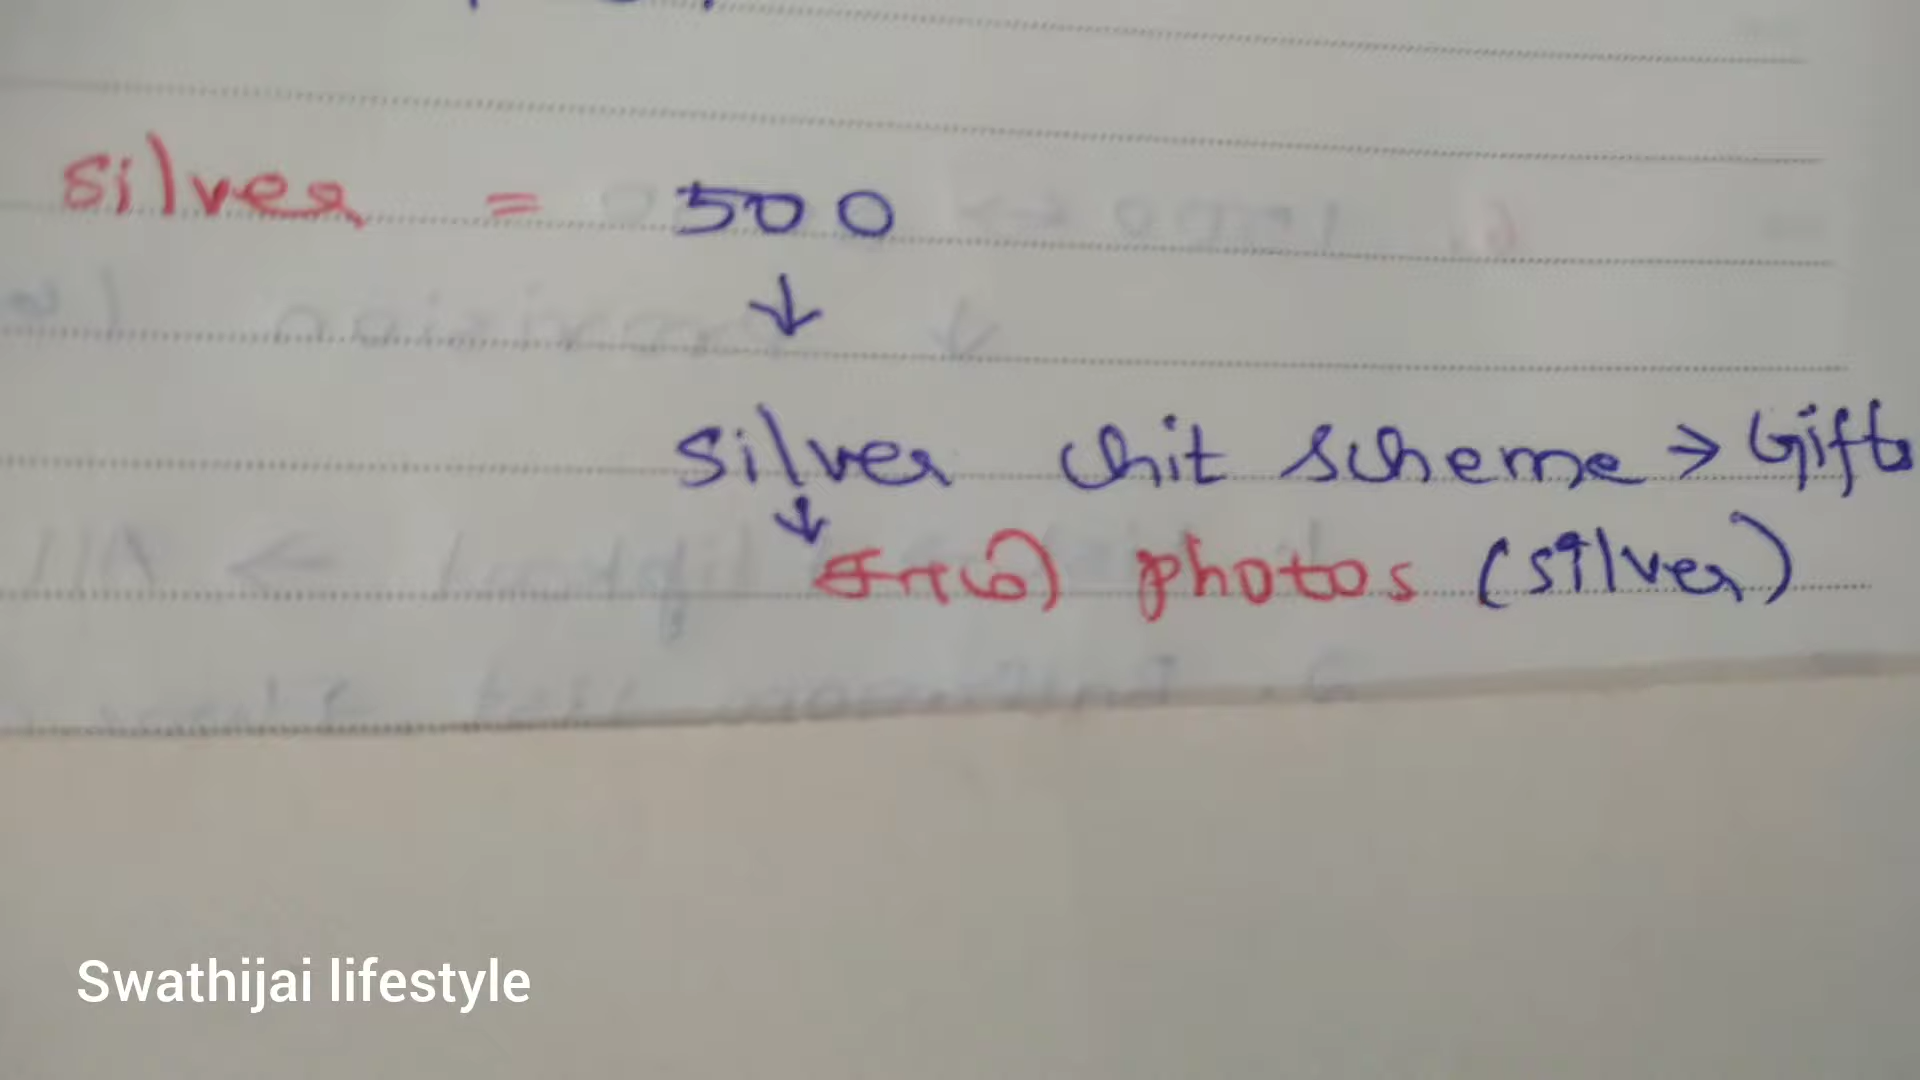 silver = 500
↓
silver chit scheme → Gifts
↓
சாமி photos (silver)
Swathijai lifestyle